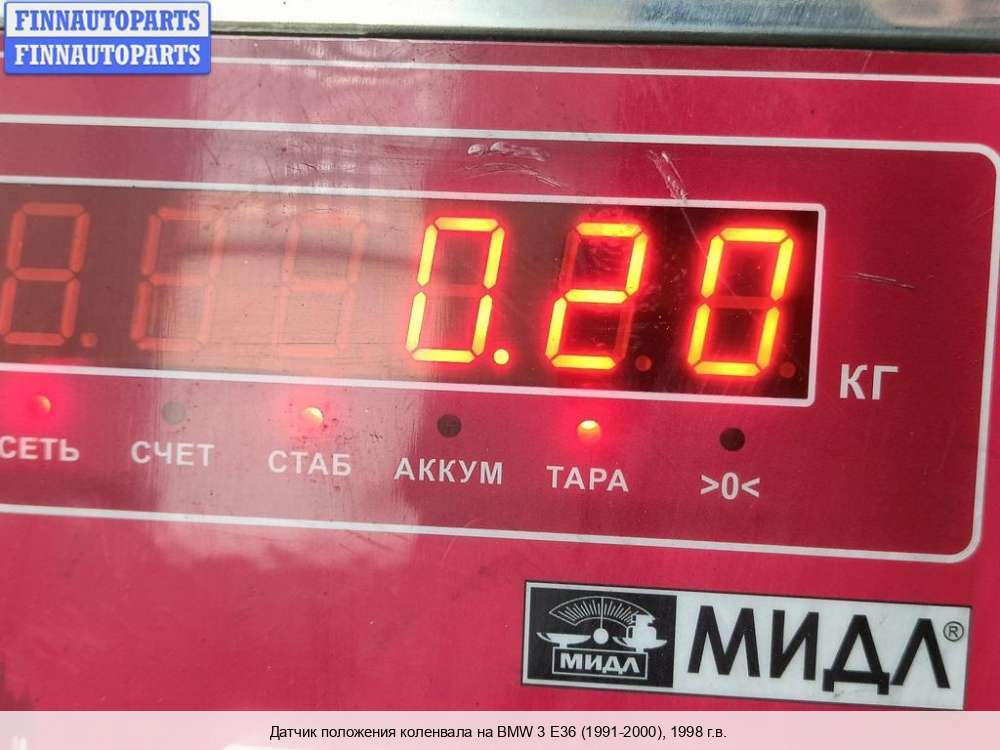 FINNAUTOPARTS
FINNAUTOPARTS
0.20
КГ
СЕТЬ СЧЕТ СТАБ АККУМ ТАРА >0<
МИДЛ МИДЛ®
Датчик положения коленвала на BMW 3 E36 (1991-2000), 1998 г.в.